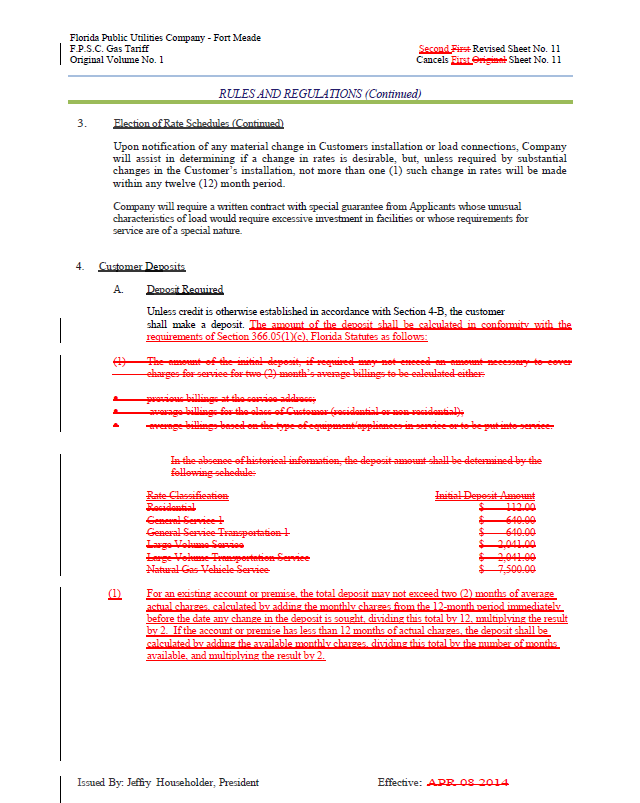 Florida Public Utilities Company - Fort Meade
F.P.S.C. Gas Tariff
Second First Revised Sheet No. 11
Original Volume No. 1
Cancels First Original Sheet No. 11
RULES AND REGULATIONS (Continued)
3. Election of Rate Schedules (Continued)
Upon notification of any material change in Customers installation or load connections, Company
will assist in determining if a change in rates is desirable, but, unless required by substantial
changes in the Customer's installation, not more than one (1) such change in rates will be made
within any twelve (12) month period.
Company will require a written contract with special guarantee from Applicants whose unusual
characteristics of load would require excessive investment in facilities or whose requirements for
service are of a special nature.
4. Customer Deposits
A. Deposit Required
Unless credit is otherwise established in accordance with Section 4-B, the customer
shall make a deposit. The amount of the deposit shall be calculated in conformity with the
requirements of Section 366.05(1)(c), Florida Statutes as follows:
(1) The amount of the initial deposit, if required may not exceed an amount necessary to cover
charges for service for two (2) month's average billings to be calculated either:
• previous billings at the service address;
• average billings for the class of Customer (residential or non-residential);
• average billings based on the type of equipment/appliances in service or to be put into service.
In the absence of historical information, the deposit amount shall be determined by the
following schedule:
Rate Classification Initial Deposit Amount
Residential $ 112.00
General Service 1 $ 640.00
General Service Transportation 1 $ 640.00
Large Volume Service $ 2,041.00
Large Volume Transportation Service $ 2,041.00
Natural Gas Vehicle Service $ 7,500.00
(1) For an existing account or premise, the total deposit may not exceed two (2) months of average
actual charges, calculated by adding the monthly charges from the 12-month period immediately
before the date any change in the deposit is sought, dividing this total by 12, multiplying the result
by 2. If the account or premise has less than 12 months of actual charges, the deposit shall be
calculated by adding the available monthly charges, dividing this total by the number of months
available, and multiplying the result by 2.
Issued By: Jeffry Householder, President
Effective: APR 08 2014